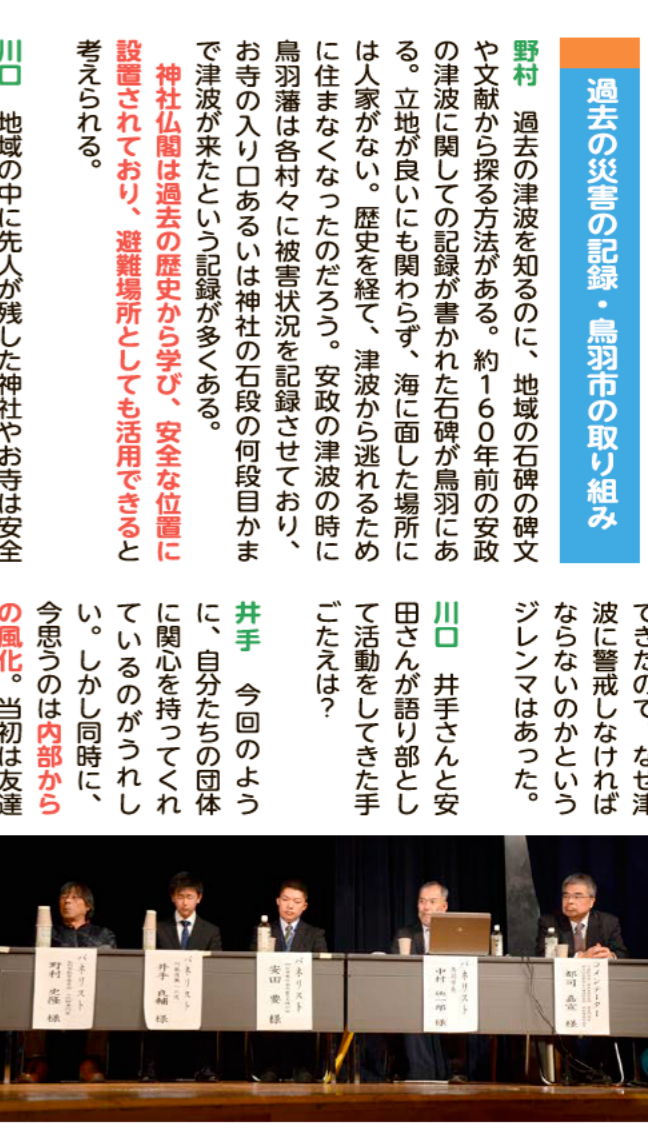 過去の災害の記録・鳥羽市の取り組み
野村　過去の津波を知るのに、地域の石碑の碑文
や文献から探る方法がある。約160年前の安政
の津波に関しての記録が書かれた石碑が鳥羽にあ
る。立地が良いにも関わらず、海に面した場所に
は人家がない。歴史を経て、津波から逃れるため
に住まなくなったのだろう。安政の津波の時に
鳥羽藩は各村々に被害状況を記録させており、
お寺の入り口あるいは神社の石段の何段目かま
で津波が来たという記録が多くある。
神社仏閣は過去の歴史から学び、安全な位置に
設置されており、避難場所としても活用できると
考えられる。
川口　地域の中に先人が残した神社やお寺は安全
できたので　なぜ津
波に警戒しなければ
ならないのかという
ジレンマはあった。
川口　井手さんと安
田さんが語り部とし
て活動をしてきた手
ごたえは？
井手　今回のよう
に、自分たちの団体
に関心を持ってくれ
ているのがうれし
い。しかし同時に、
今思うのは内部から
の風化。当初は友達
パネリスト
野村 史隆 様
パネリスト
井手 良輔 様
パネリスト
安田 愛 様
パネリスト
中村 欣一郎 様
コメンテーター
都司 嘉宣 様